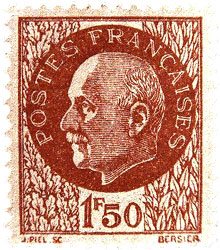 POSTES FRANÇAISES
1F50
J.PIEL.SC
BERSIER